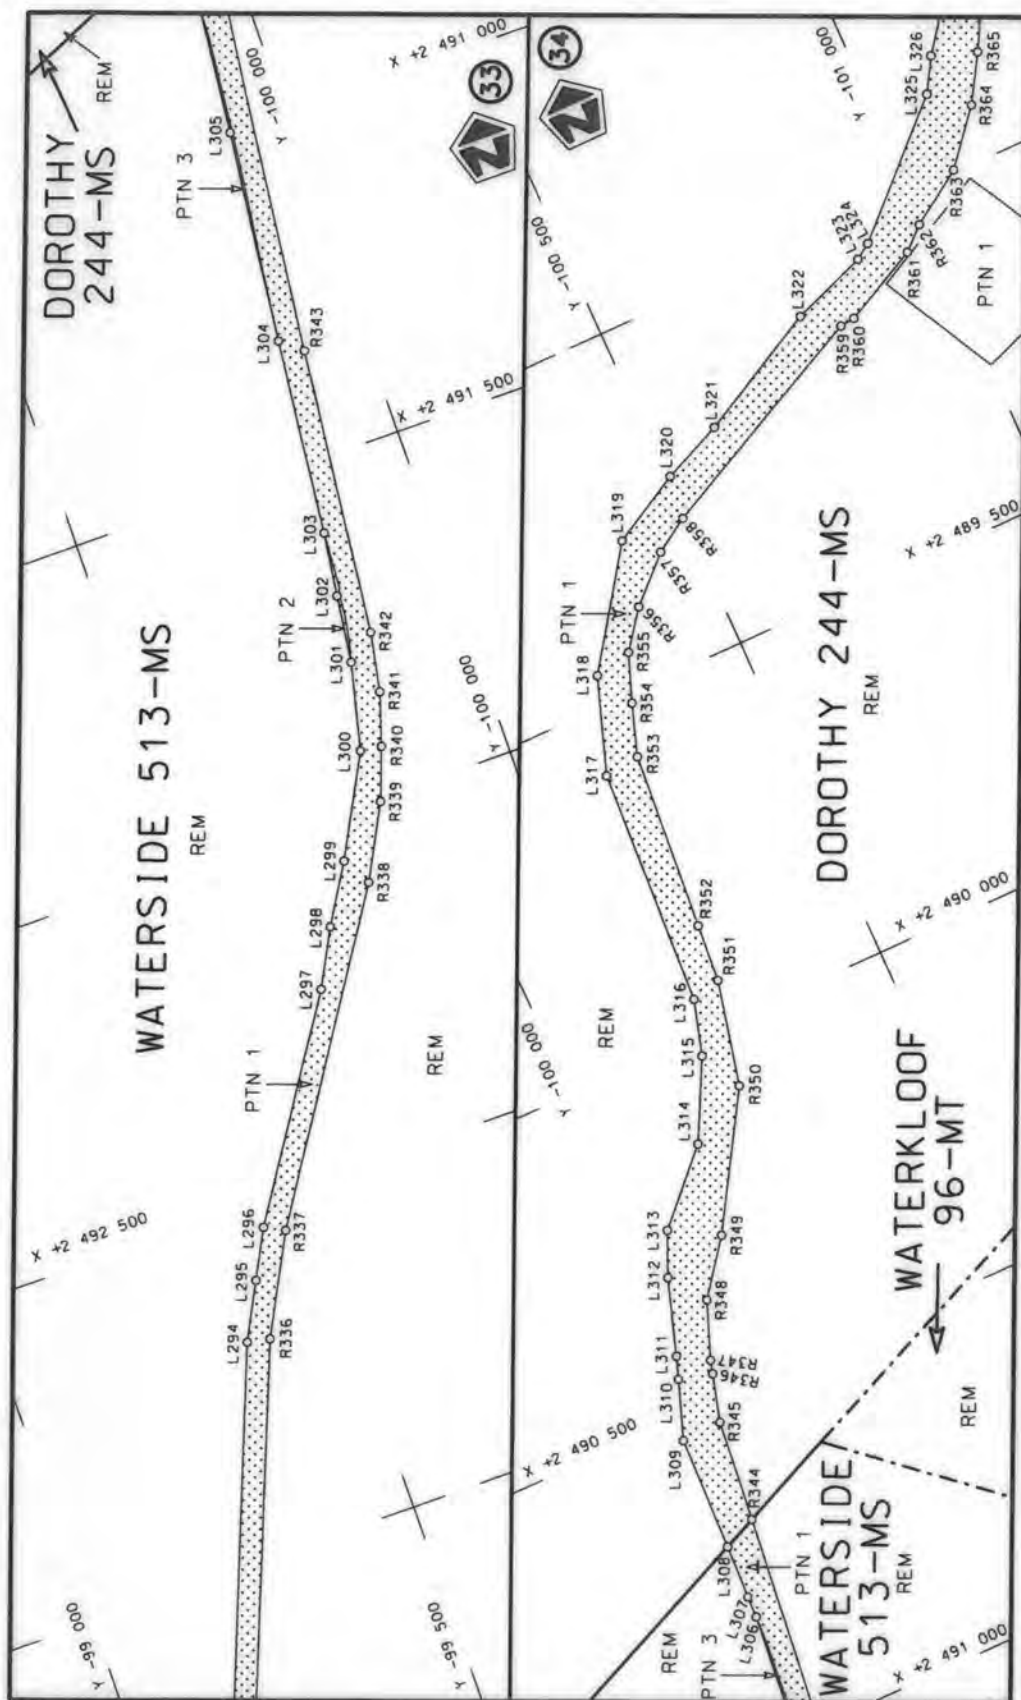 DOROTHY
244-MS
REM
PTN 3
L305
Y -100 000
X +2 491 000
33
L304
R343
X +2 491 500
WATERSIDE 513-MS
REM
L303
L302
PTN 2
L301
R342
R341
L300
R340
R339
Y -100 000
L299
R338
L298
L297
PTN 1
REM
X +2 492 500
L296
R337
L295
L294
R336
Y -99 000
Y -99 500
34
Y -101 000
L326
L325
R365
R364
R363
Y -100 500
L323
L324
R362
R361
PTN 1
L322
R359
R360
L321
L320
L319
R358
R357
X +2 489 500
PTN 1
R356
L318
R355
R354
R353
L317
DOROTHY 244-MS
REM
R352
R351
X +2 490 000
L316
REM
L315
R350
Y -100 000
L314
WATERKLOOF
96-MT
L313
R349
L312
R348
L311
R347
R346
L310
R345
REM
L309
X +2 490 500
R344
L308
PTN 1
WATERSIDE
513-MS
REM
L307
L306
REM
PTN 3
X +2 491 000